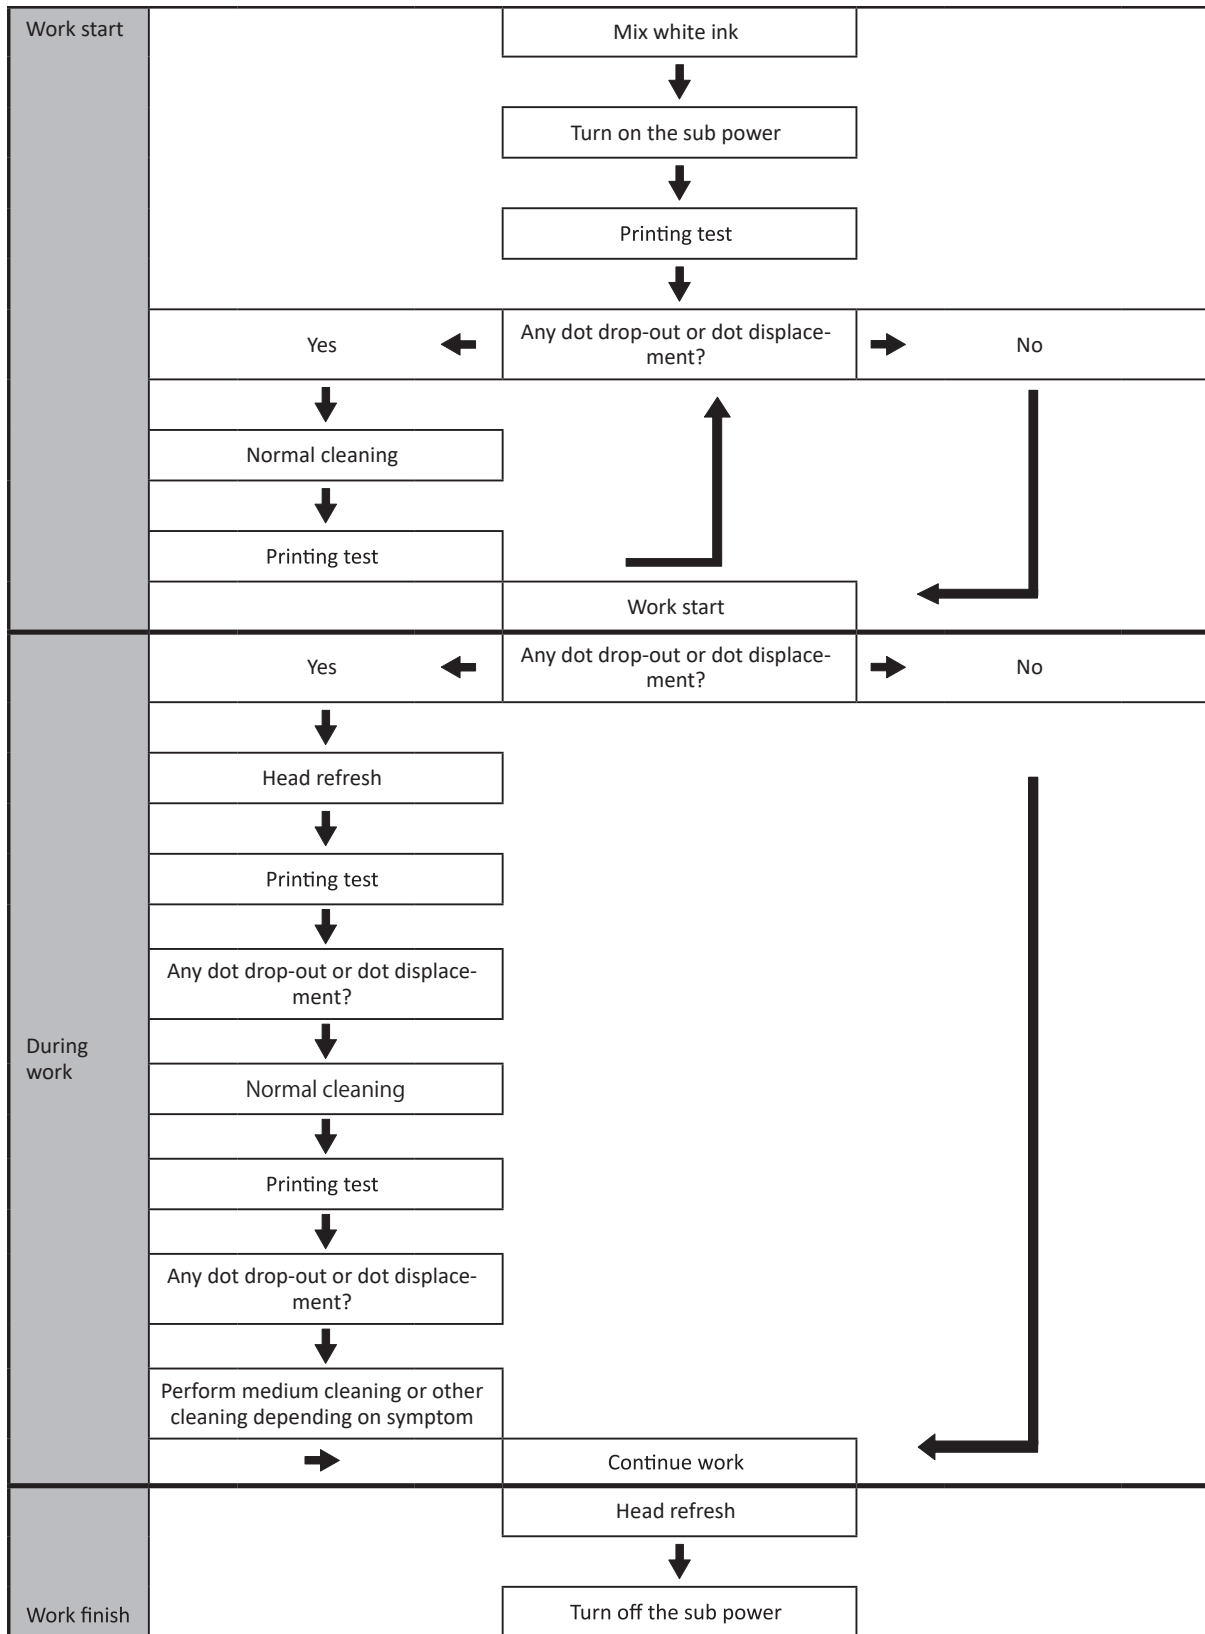 Work start
Mix white ink
Turn on the sub power
Printing test
Yes
Any dot drop-out or dot displace-
ment?
No
Normal cleaning
Printing test
Work start
Yes
Any dot drop-out or dot displace-
ment?
No
Head refresh
Printing test
Any dot drop-out or dot displace-
ment?
During
work
Normal cleaning
Printing test
Any dot drop-out or dot displace-
ment?
Perform medium cleaning or other
cleaning depending on symptom
Continue work
Head refresh
Work finish
Turn off the sub power